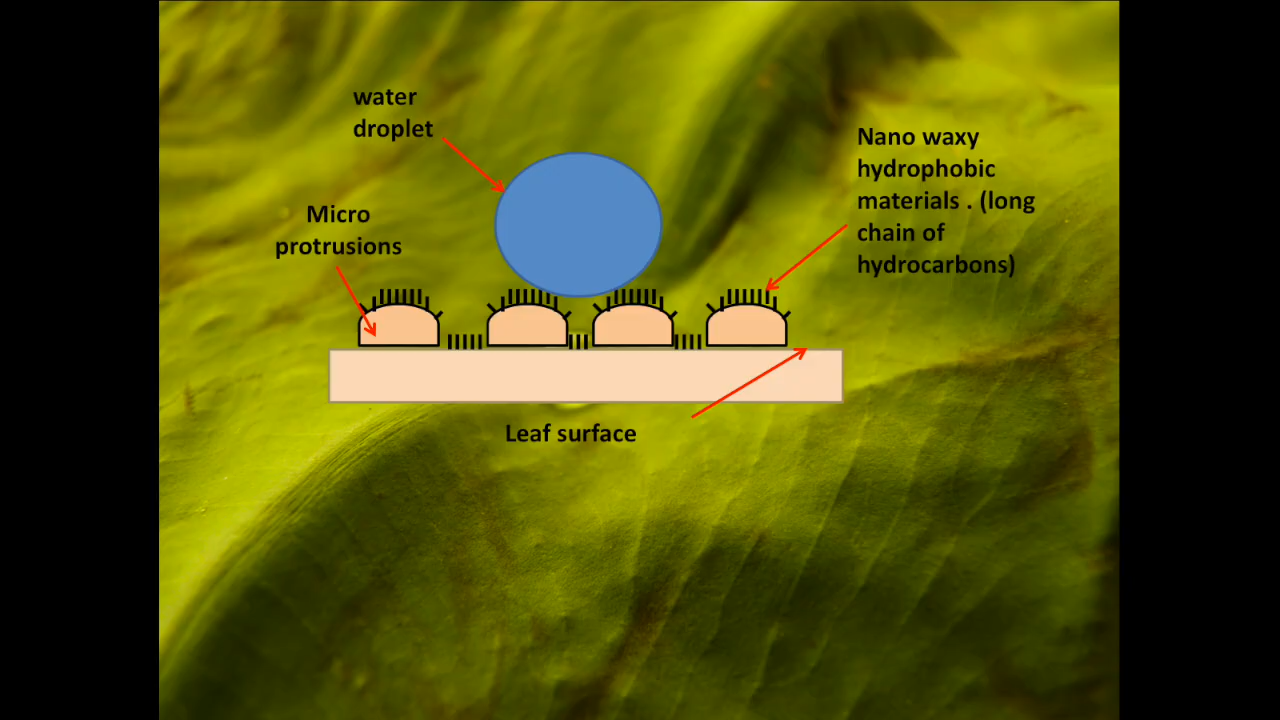 water
droplet
Micro
protrusions
Nano waxy
hydrophobic
materials . (long
chain of
hydrocarbons)
Leaf surface